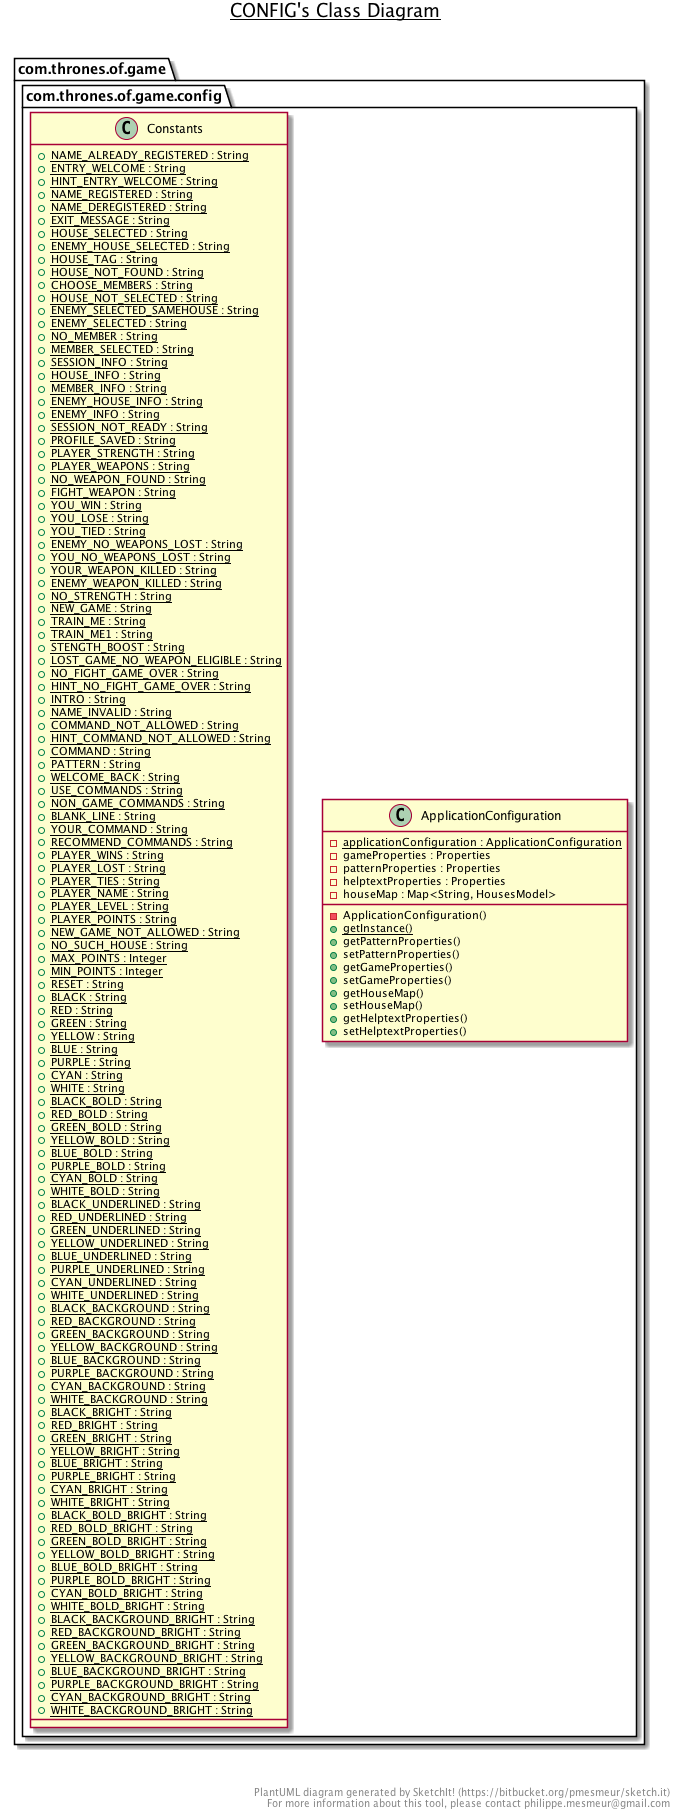 CONFIG's Class Diagram
com.thrones.of.game
com.thrones.of.game.config
C Constants
NAME_ALREADY_REGISTERED : String
ENTRY_WELCOME : String
HINT_ENTRY_WELCOME : String
NAME_REGISTERED : String
NAME_DEREGISTERED : String
EXIT_MESSAGE : String
HOUSE_SELECTED : String
ENEMY_HOUSE_SELECTED : String
HOUSE_TAG : String
HOUSE_NOT_FOUND : String
CHOOSE_MEMBERS : String
HOUSE_NOT_SELECTED : String
ENEMY_SELECTED_SAMEHOUSE : String
ENEMY_SELECTED : String
NO_MEMBER : String
MEMBER_SELECTED : String
SESSION_INFO : String
HOUSE_INFO : String
MEMBER_INFO : String
ENEMY_HOUSE_INFO : String
ENEMY_INFO : String
SESSION_NOT_READY : String
PROFILE_SAVED : String
PLAYER_STRENGTH : String
PLAYER_WEAPONS : String
NO_WEAPON_FOUND : String
FIGHT_WEAPON : String
YOU_WIN : String
YOU_LOSE : String
YOU_TIED : String
ENEMY_NO_WEAPONS_LOST : String
YOU_NO_WEAPONS_LOST : String
YOUR_WEAPON_KILLED : String
ENEMY_WEAPON_KILLED : String
NO_STRENGTH : String
NEW_GAME : String
TRAIN_ME : String
TRAIN_ME1 : String
STENGTH_BOOST : String
LOST_GAME_NO_WEAPON_ELIGIBLE : String
NO_FIGHT_GAME_OVER : String
HINT_NO_FIGHT_GAME_OVER : String
INTRO : String
NAME_INVALID : String
COMMAND_NOT_ALLOWED : String
HINT_COMMAND_NOT_ALLOWED : String
COMMAND : String
PATTERN : String
WELCOME_BACK : String
USE_COMMANDS : String
NON_GAME_COMMANDS : String
BLANK_LINE : String
YOUR_COMMAND : String
RECOMMEND_COMMANDS : String
PLAYER_WINS : String
PLAYER_LOST : String
PLAYER_TIES : String
PLAYER_NAME : String
PLAYER_LEVEL : String
PLAYER_POINTS : String
NEW_GAME_NOT_ALLOWED : String
NO_SUCH_HOUSE : String
MAX_POINTS : Integer
MIN_POINTS : Integer
RESET : String
BLACK : String
RED : String
GREEN : String
YELLOW : String
BLUE : String
PURPLE : String
CYAN : String
WHITE : String
BLACK_BOLD : String
RED_BOLD : String
GREEN_BOLD : String
YELLOW_BOLD : String
BLUE_BOLD : String
PURPLE_BOLD : String
CYAN_BOLD : String
WHITE_BOLD : String
BLACK_UNDERLINED : String
RED_UNDERLINED : String
GREEN_UNDERLINED : String
YELLOW_UNDERLINED : String
BLUE_UNDERLINED : String
PURPLE_UNDERLINED : String
CYAN_UNDERLINED : String
WHITE_UNDERLINED : String
BLACK_BACKGROUND : String
RED_BACKGROUND : String
GREEN_BACKGROUND : String
YELLOW_BACKGROUND : String
BLUE_BACKGROUND : String
PURPLE_BACKGROUND : String
CYAN_BACKGROUND : String
WHITE_BACKGROUND : String
BLACK_BRIGHT : String
RED_BRIGHT : String
GREEN_BRIGHT : String
YELLOW_BRIGHT : String
BLUE_BRIGHT : String
PURPLE_BRIGHT : String
CYAN_BRIGHT : String
WHITE_BRIGHT : String
BLACK_BOLD_BRIGHT : String
RED_BOLD_BRIGHT : String
GREEN_BOLD_BRIGHT : String
YELLOW_BOLD_BRIGHT : String
BLUE_BOLD_BRIGHT : String
PURPLE_BOLD_BRIGHT : String
CYAN_BOLD_BRIGHT : String
WHITE_BOLD_BRIGHT : String
BLACK_BACKGROUND_BRIGHT : String
RED_BACKGROUND_BRIGHT : String
GREEN_BACKGROUND_BRIGHT : String
YELLOW_BACKGROUND_BRIGHT : String
BLUE_BACKGROUND_BRIGHT : String
PURPLE_BACKGROUND_BRIGHT : String
CYAN_BACKGROUND_BRIGHT : String
WHITE_BACKGROUND_BRIGHT : String
C ApplicationConfiguration
applicationConfiguration : ApplicationConfiguration
gameProperties : Properties
patternProperties : Properties
helptextProperties : Properties
houseMap : Map<String, HousesModel>
ApplicationConfiguration()
getInstance()
getPatternProperties()
setPatternProperties()
getGameProperties()
setGameProperties()
getHouseMap()
setHouseMap()
getHelptextProperties()
setHelptextProperties()
PlantUML diagram generated by SketchIt! (https://bitbucket.org/pmesmeur/sketch.it)
For more information about this tool, please contact philippe.mesmeur@gmail.com